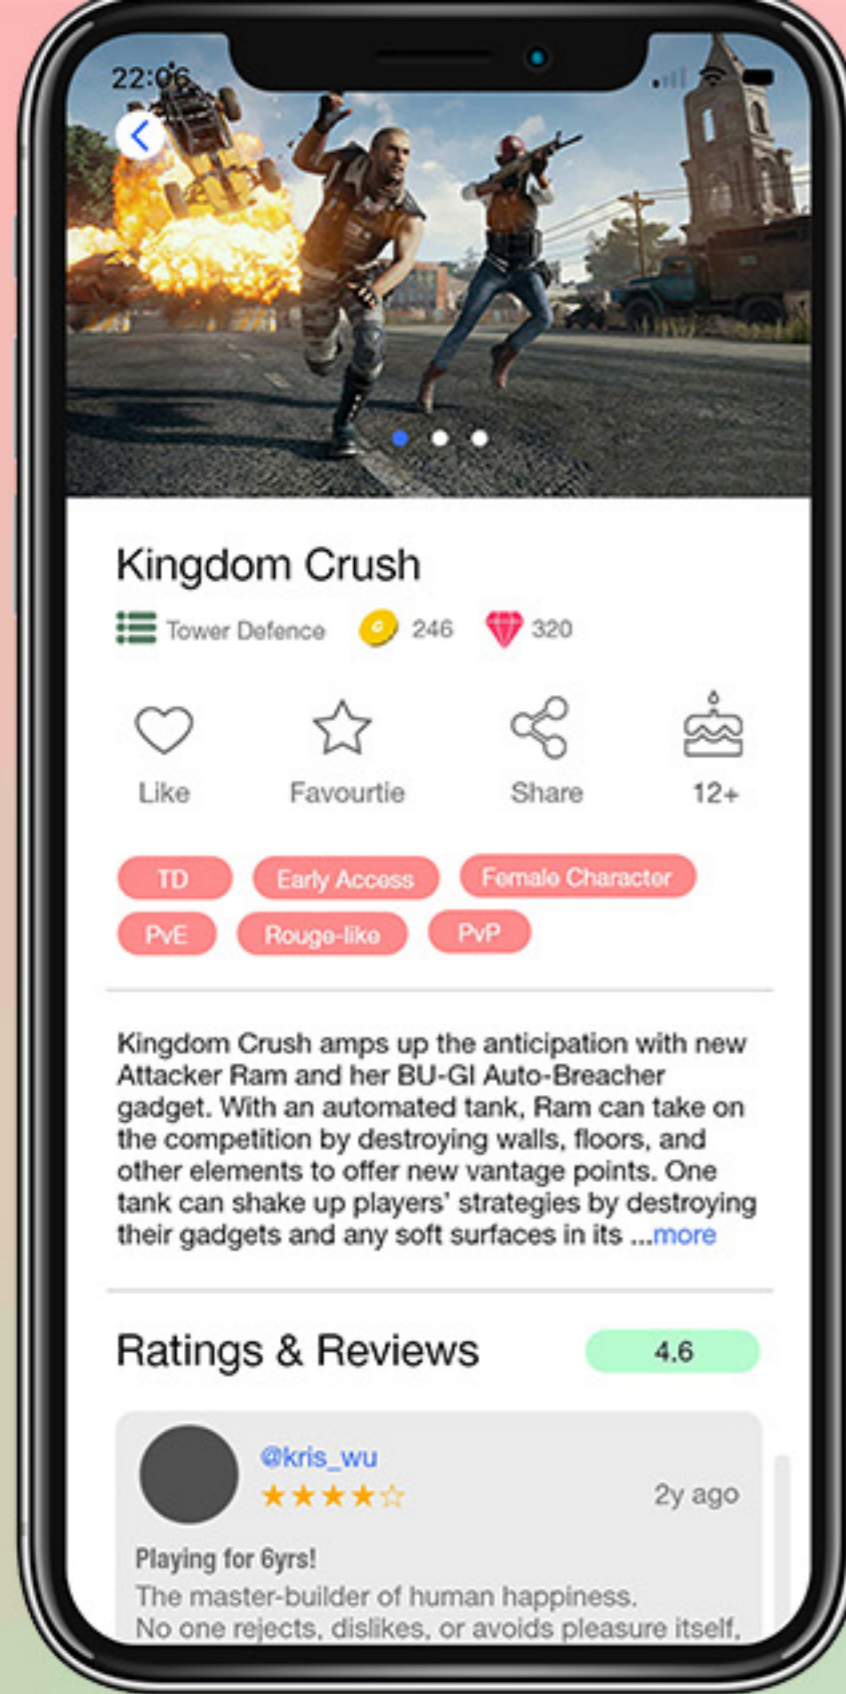 22:06
Kingdom Crush
Tower Defence 246 320
Like Favourtie Share 12+
TD Early Access Female Character
PvE Rouge-like PvP
Kingdom Crush amps up the anticipation with new
Attacker Ram and her BU-GI Auto-Breacher
gadget. With an automated tank, Ram can take on
the competition by destroying walls, floors, and
other elements to offer new vantage points. One
tank can shake up players’ strategies by destroying
their gadgets and any soft surfaces in its ...more
Ratings & Reviews 4.6
@kris_wu
★★★★☆ 2y ago
Playing for 6yrs!
The master-builder of human happiness.
No one rejects, dislikes, or avoids pleasure itself,